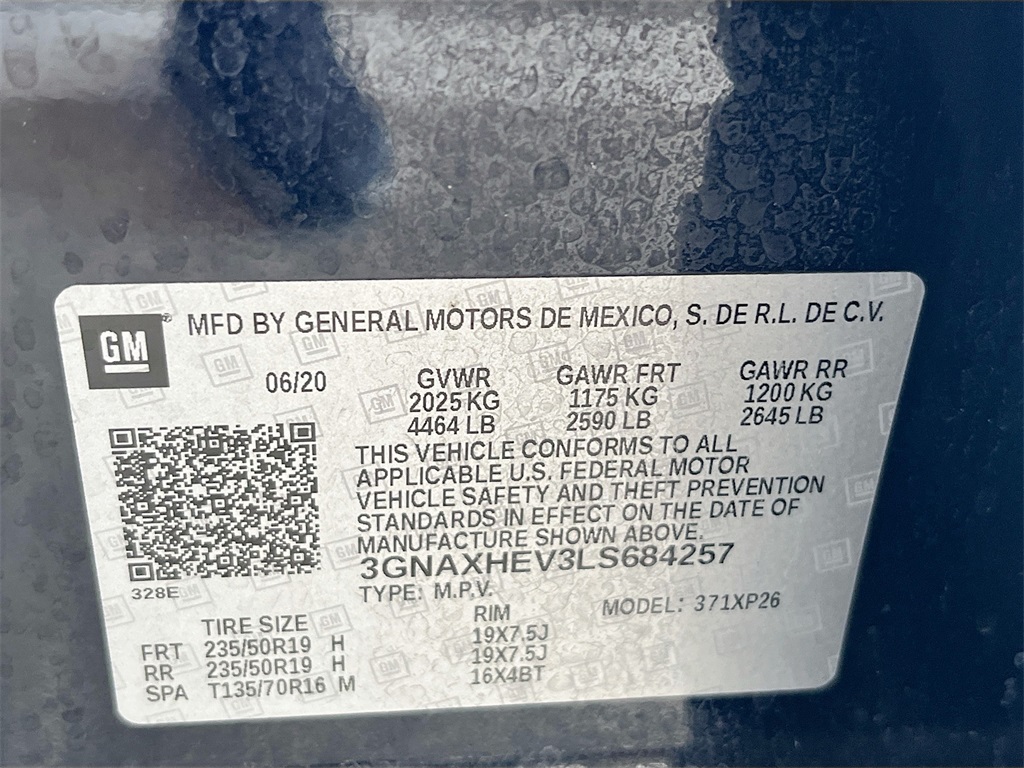 GM® MFD BY GENERAL MOTORS DE MEXICO, S. DE R.L. DE C.V.
06/20 GVWR GAWR FRT GAWR RR
2025 KG 1175 KG 1200 KG
4464 LB 2590 LB 2645 LB
THIS VEHICLE CONFORMS TO ALL
APPLICABLE U.S. FEDERAL MOTOR
VEHICLE SAFETY AND THEFT PREVENTION
STANDARDS IN EFFECT ON THE DATE OF
MANUFACTURE SHOWN ABOVE.
3GNAXHEV3LS684257
328E TYPE: M.P.V. MODEL: 371XP26
TIRE SIZE RIM
FRT 235/50R19 H 19X7.5J
RR 235/50R19 H 19X7.5J
SPA T135/70R16 M 16X4BT